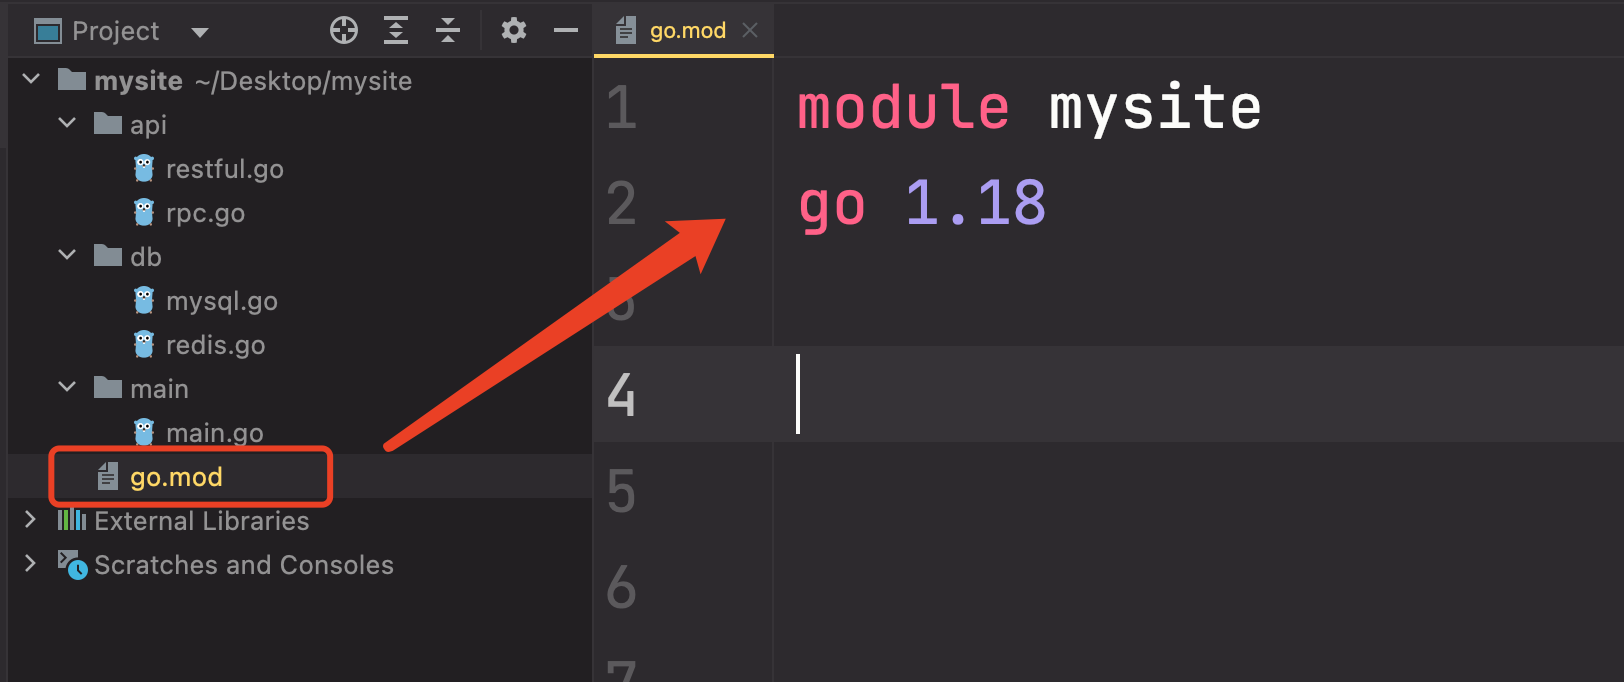 Project
mysite ~/Desktop/mysite
api
restful.go
rpc.go
db
mysql.go
redis.go
main
main.go
go.mod
External Libraries
Scratches and Consoles
go.mod
1 module mysite
2 go 1.18
3
4
5
6
7